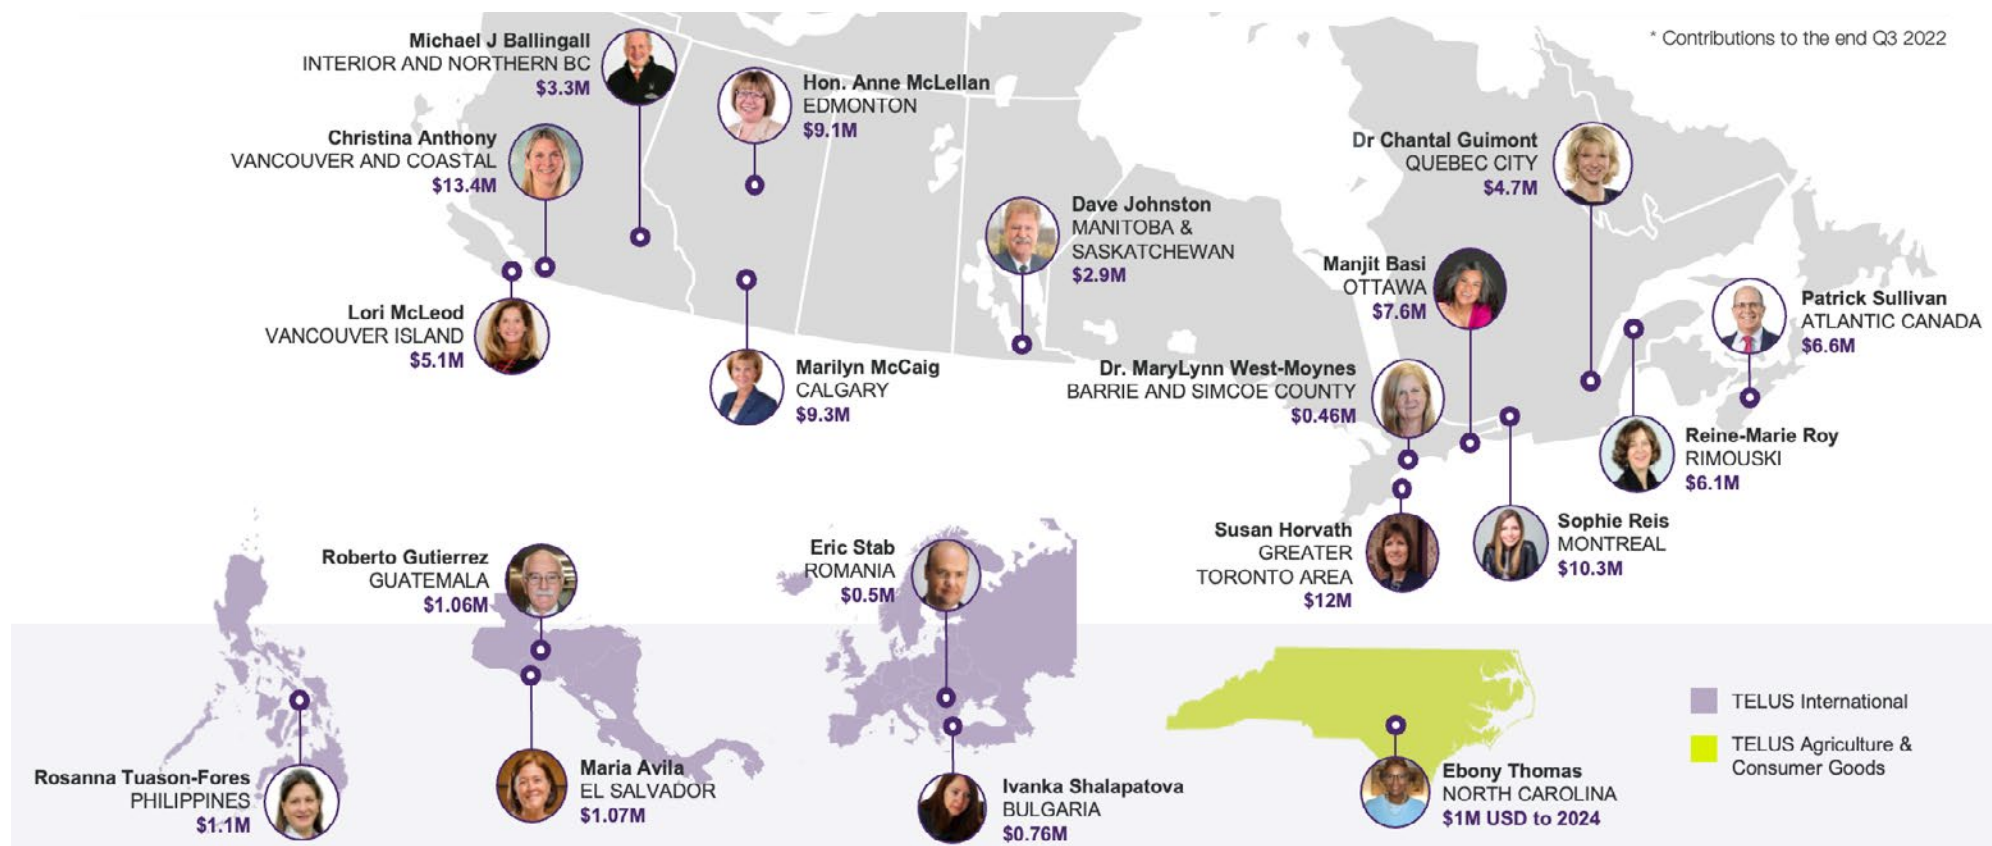 * Contributions to the end Q3 2022
Michael J Ballingall
INTERIOR AND NORTHERN BC
$3.3M
Hon. Anne McLellan
EDMONTON
$9.1M
Christina Anthony
VANCOUVER AND COASTAL
$13.4M
Dr Chantal Guimont
QUEBEC CITY
$4.7M
Dave Johnston
MANITOBA &
SASKATCHEWAN
$2.9M
Manjit Basi
OTTAWA
$7.6M
Patrick Sullivan
ATLANTIC CANADA
$6.6M
Lori McLeod
VANCOUVER ISLAND
$5.1M
Marilyn McCaig
CALGARY
$9.3M
Dr. MaryLynn West-Moynes
BARRIE AND SIMCOE COUNTY
$0.46M
Reine-Marie Roy
RIMOUSKI
$6.1M
Susan Horvath
GREATER
TORONTO AREA
$12M
Sophie Reis
MONTREAL
$10.3M
Roberto Gutierrez
GUATEMALA
$1.06M
Eric Stab
ROMANIA
$0.5M
Rosanna Tuason-Fores
PHILIPPINES
$1.1M
Maria Avila
EL SALVADOR
$1.07M
Ivanka Shalapatova
BULGARIA
$0.76M
Ebony Thomas
NORTH CAROLINA
$1M USD to 2024
TELUS International
TELUS Agriculture &
Consumer Goods